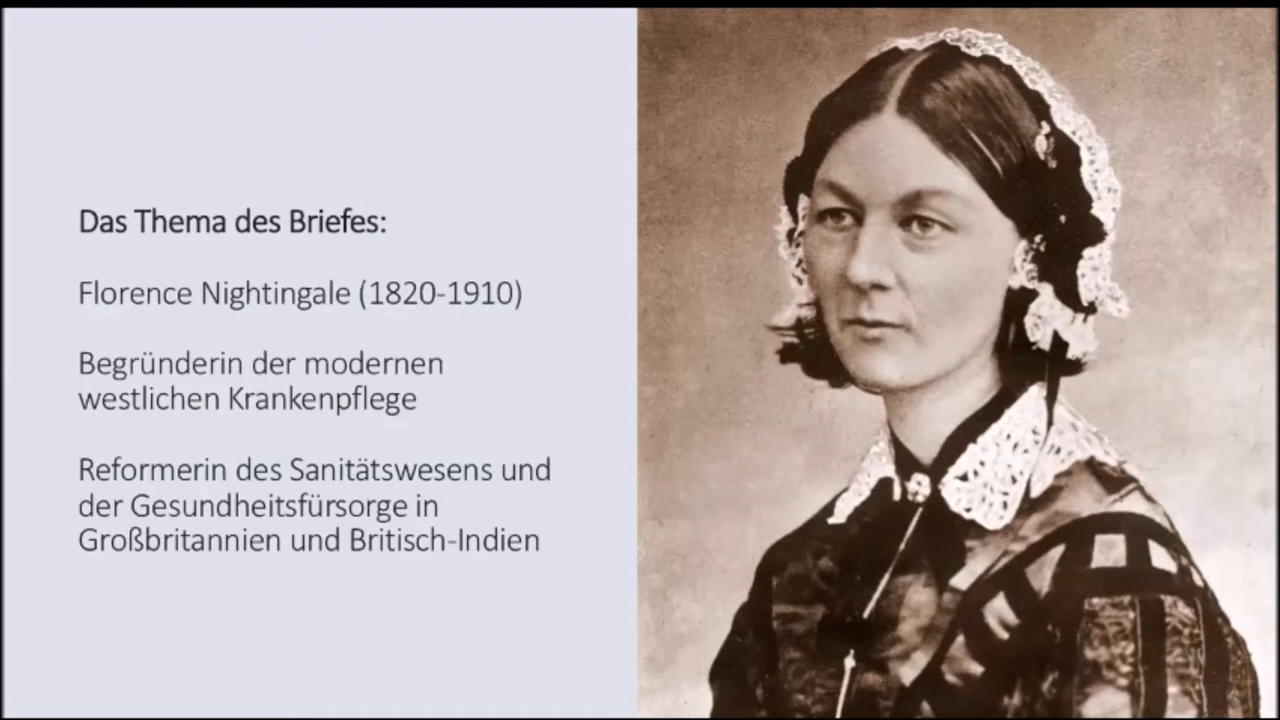 Das Thema des Briefes:
Florence Nightingale (1820-1910)
Begründerin der modernen
westlichen Krankenpflege
Reformerin des Sanitätswesens und
der Gesundheitsfürsorge in
Großbritannien und Britisch-Indien